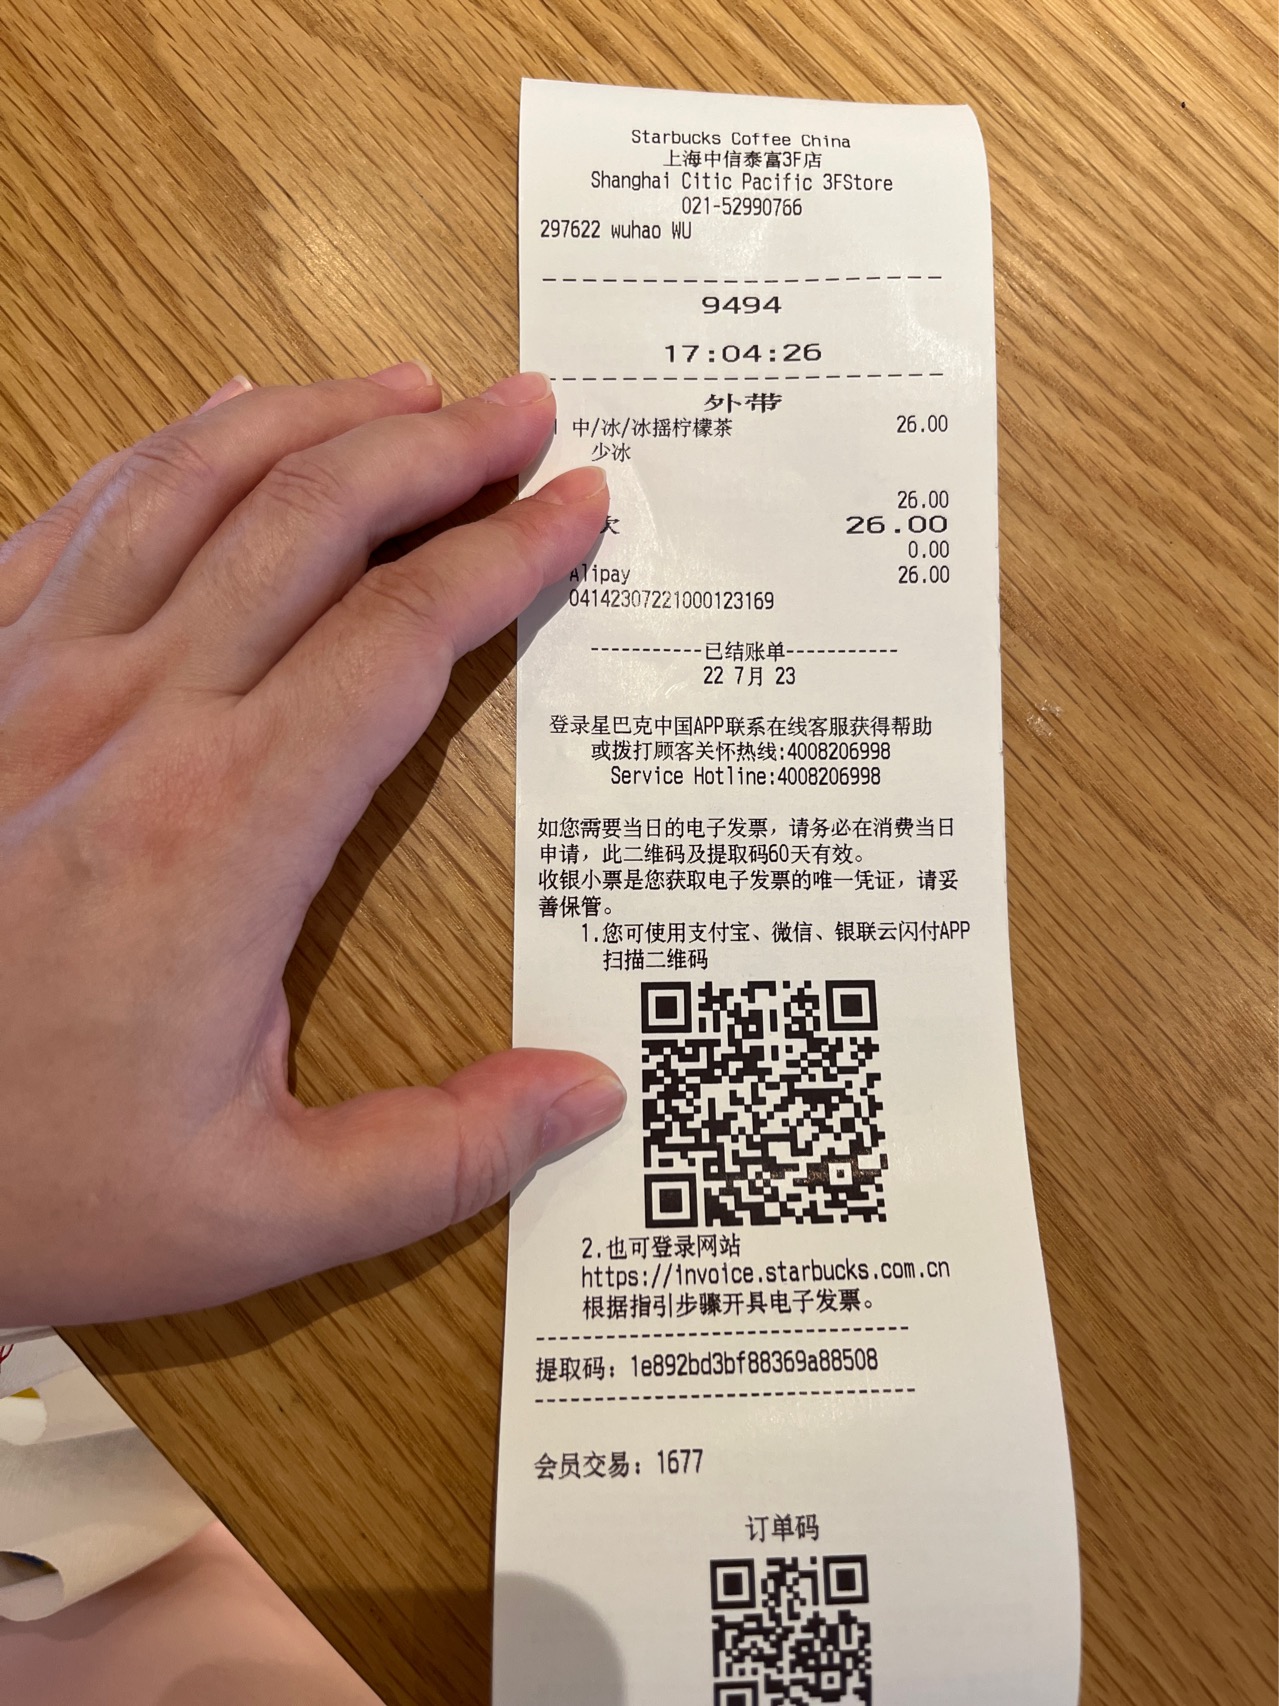 Starbucks Coffee China
上海中信泰富3F店
Shanghai Citic Pacific 3FStore
021-52990766
297622 wuhao WU
9494
17:04:26
外带
中/冰/冰摇柠檬茶 26.00
少冰
26.00
26.00
0.00
Alipay 26.00
04142307221000123169
-----------已结账单-----------
22 7月 23
登录星巴克中国APP联系在线客服获得帮助
或拨打顾客关怀热线:4008206998
Service Hotline:4008206998
如您需要当日的电子发票，请务必在消费当日
申请，此二维码及提取码60天有效。
收银小票是您获取电子发票的唯一凭证，请妥
善保管。
1.您可使用支付宝、微信、银联云闪付APP
扫描二维码
2.也可登录网站
https://invoice.starbucks.com.cn
根据指引步骤开具电子发票。
提取码：1e892bd3bf88369a88508
会员交易：1677
订单码